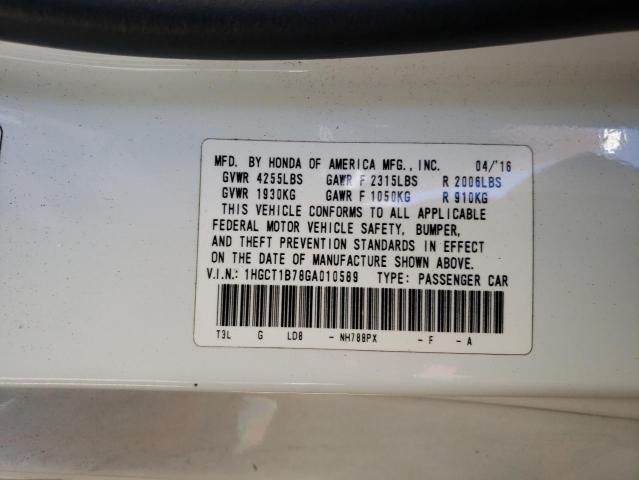 MFD. BY HONDA OF AMERICA MFG., INC. 04/'16
GVWR 4255LBS GAWR F 2315LBS R 2006LBS
GVWR 1930KG GAWR F 1050KG R 910KG
THIS VEHICLE CONFORMS TO ALL APPLICABLE
FEDERAL MOTOR VEHICLE SAFETY, BUMPER,
AND THEFT PREVENTION STANDARDS IN EFFECT
ON THE DATE OF MANUFACTURE SHOWN ABOVE.
V.I.N.: 1HGCT1B78GA010589 TYPE: PASSENGER CAR
T3L G LD8 - NH788PX - F - A